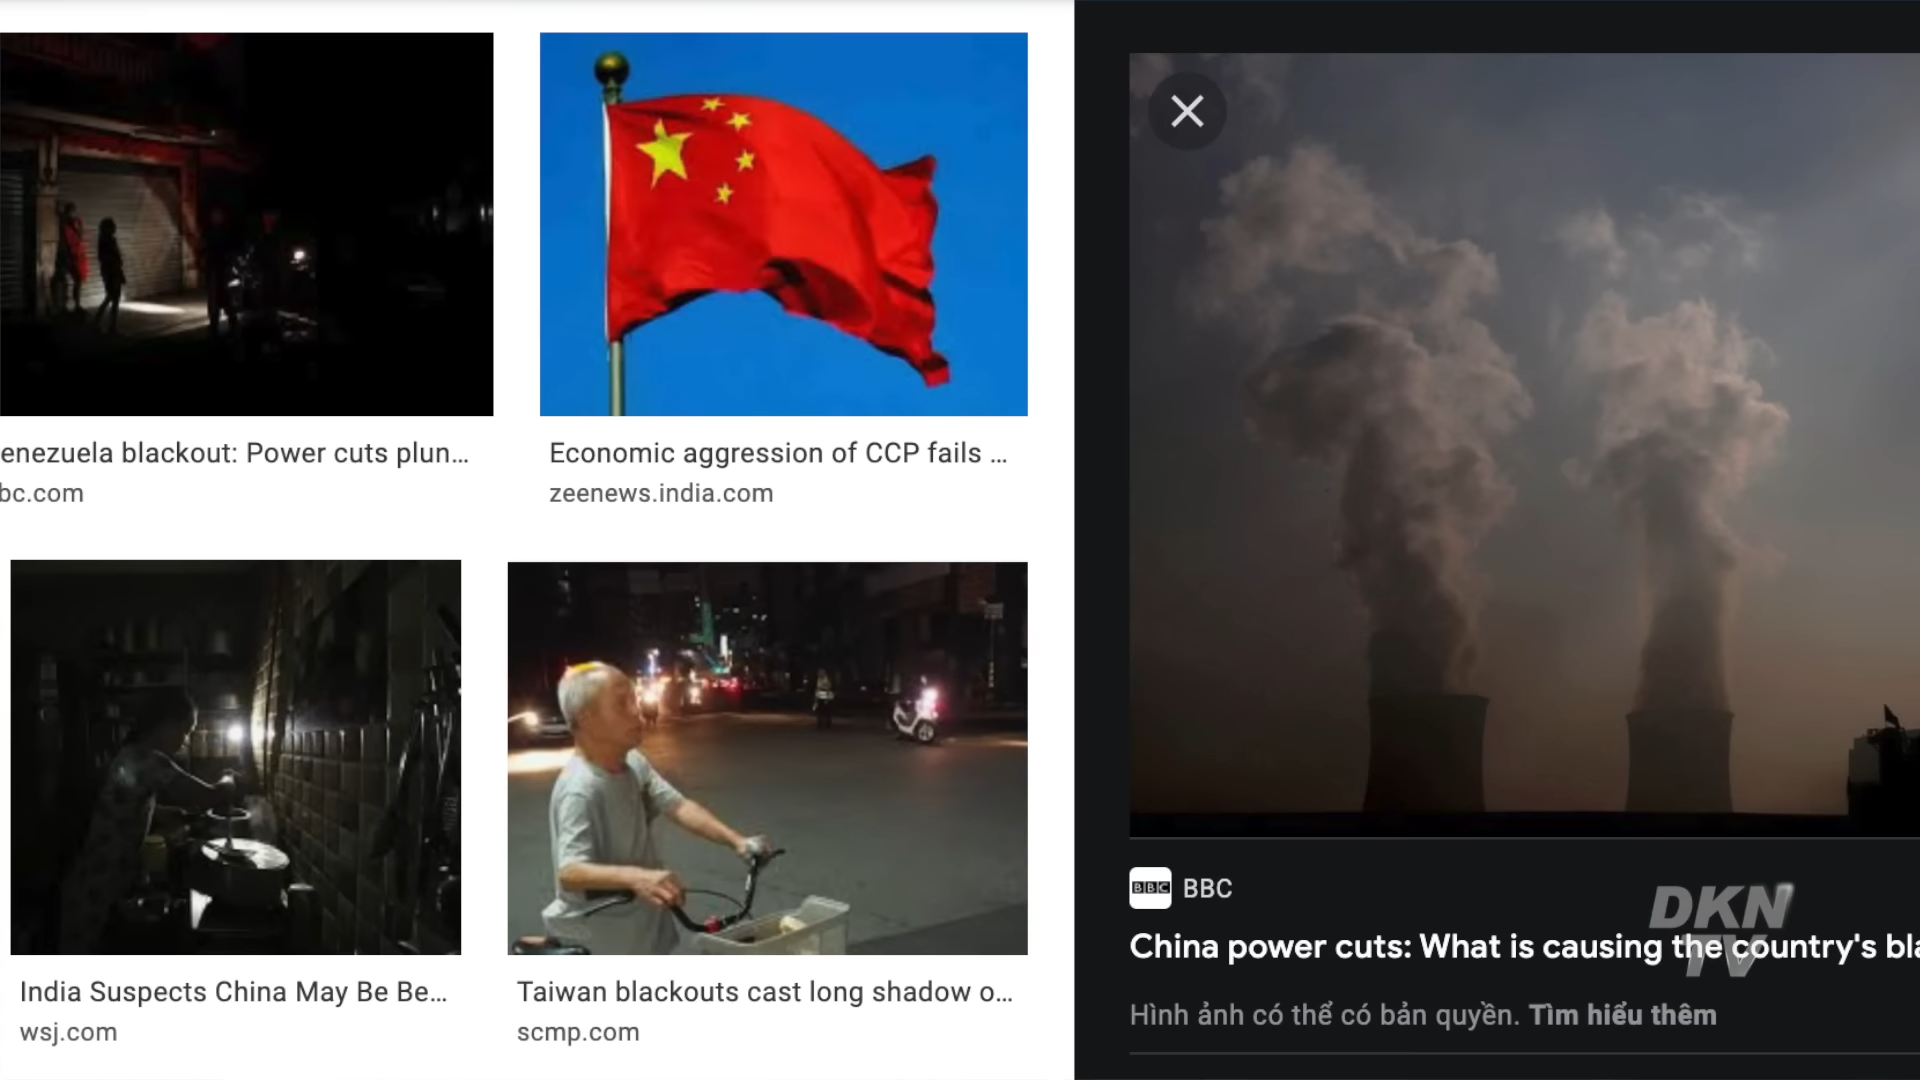 enezuela blackout: Power cuts plun...
bc.com
Economic aggression of CCP fails ...
zeenews.india.com
India Suspects China May Be Be...
wsj.com
Taiwan blackouts cast long shadow o...
scmp.com
BBC BBC
China power cuts: What is causing the country's bla
Hình ảnh có thể có bản quyền. Tìm hiểu thêm
DKN
TV